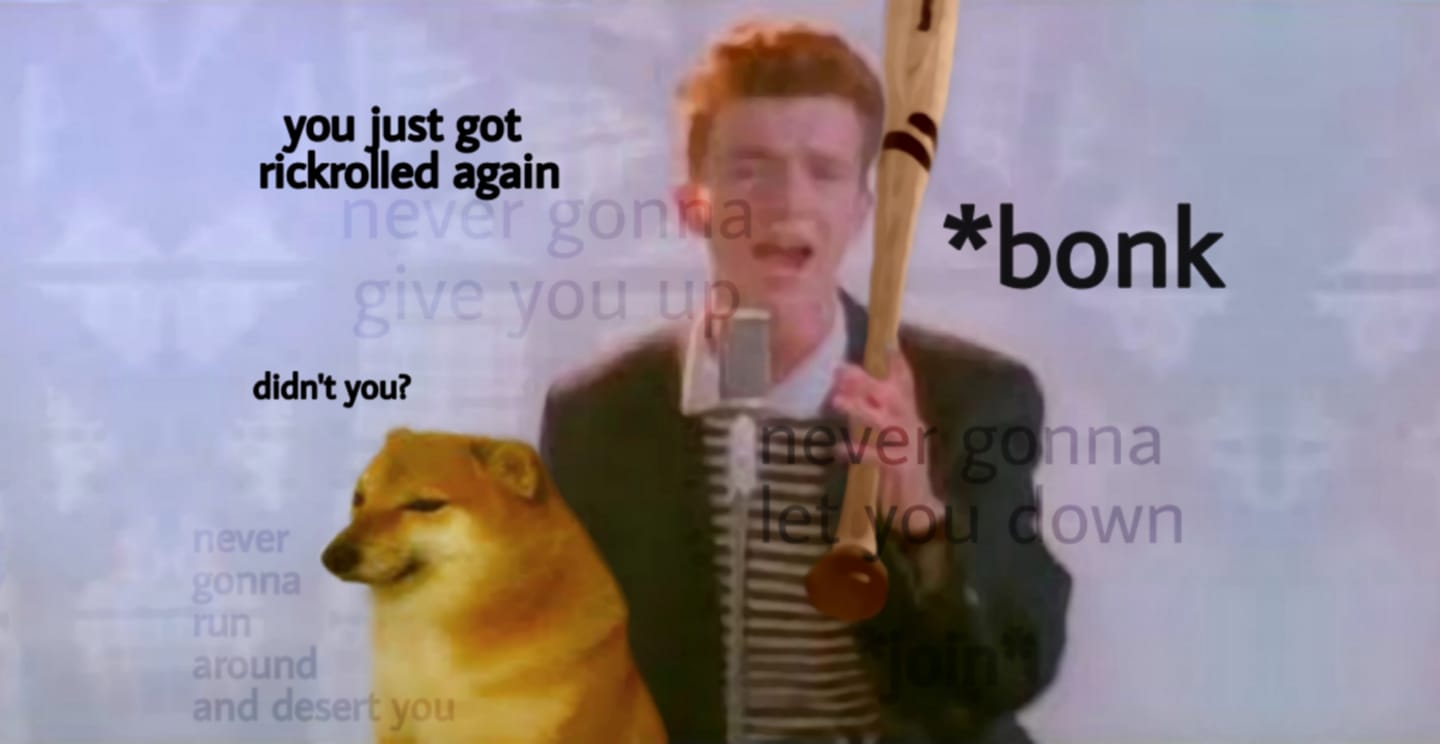 you just got
rickrolled again
never gonna
give you up
*bonk
didn't you?
never gonna
let you down
never
gonna
run
around
and desert you
*join*